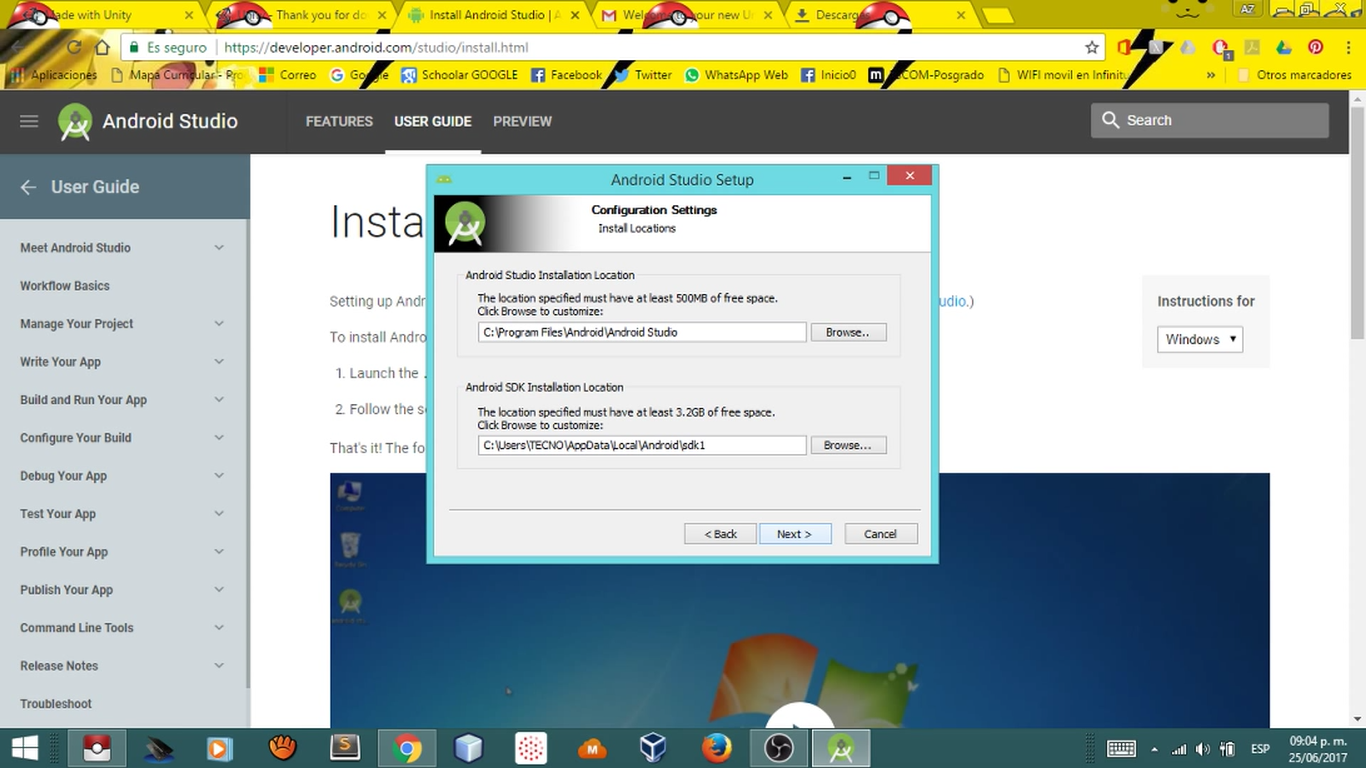 Made with Unity
Thank you for do
Install Android Studio | A
Descargas
AZ
Es seguro
https://developer.android.com/studio/install.html
Aplicaciones
Mapa Curricular - Pro
Correo
Google
Schoolar GOOGLE
Facebook
Twitter
WhatsApp Web
Inicio0
WIFI movil en Infinitu
»
Otros marcadores
Android Studio
FEATURES
USER GUIDE
PREVIEW
Search
User Guide
Meet Android Studio
Workflow Basics
Manage Your Project
Write Your App
Build and Run Your App
Configure Your Build
Debug Your App
Test Your App
Profile Your App
Publish Your App
Command Line Tools
Release Notes
Troubleshoot
Insta
Setting up Andr
udio.)
To install Andro
1. Launch the .
2. Follow the s
That's it! The fo
Instructions for
Windows
Android Studio Setup
Configuration Settings
Install Locations
Android Studio Installation Location
The location specified must have at least 500MB of free space.
Click Browse to customize:
C:\Program Files\Android\Android Studio
Browse..
Android SDK Installation Location
The location specified must have at least 3.2GB of free space.
Click Browse to customize:
C:\Users\TECNO\AppData\Local\Android\sdk1
Browse...
< Back
Next >
Cancel
Computer
Recycle Bin
ESP
09:04 p. m.
25/06/2017